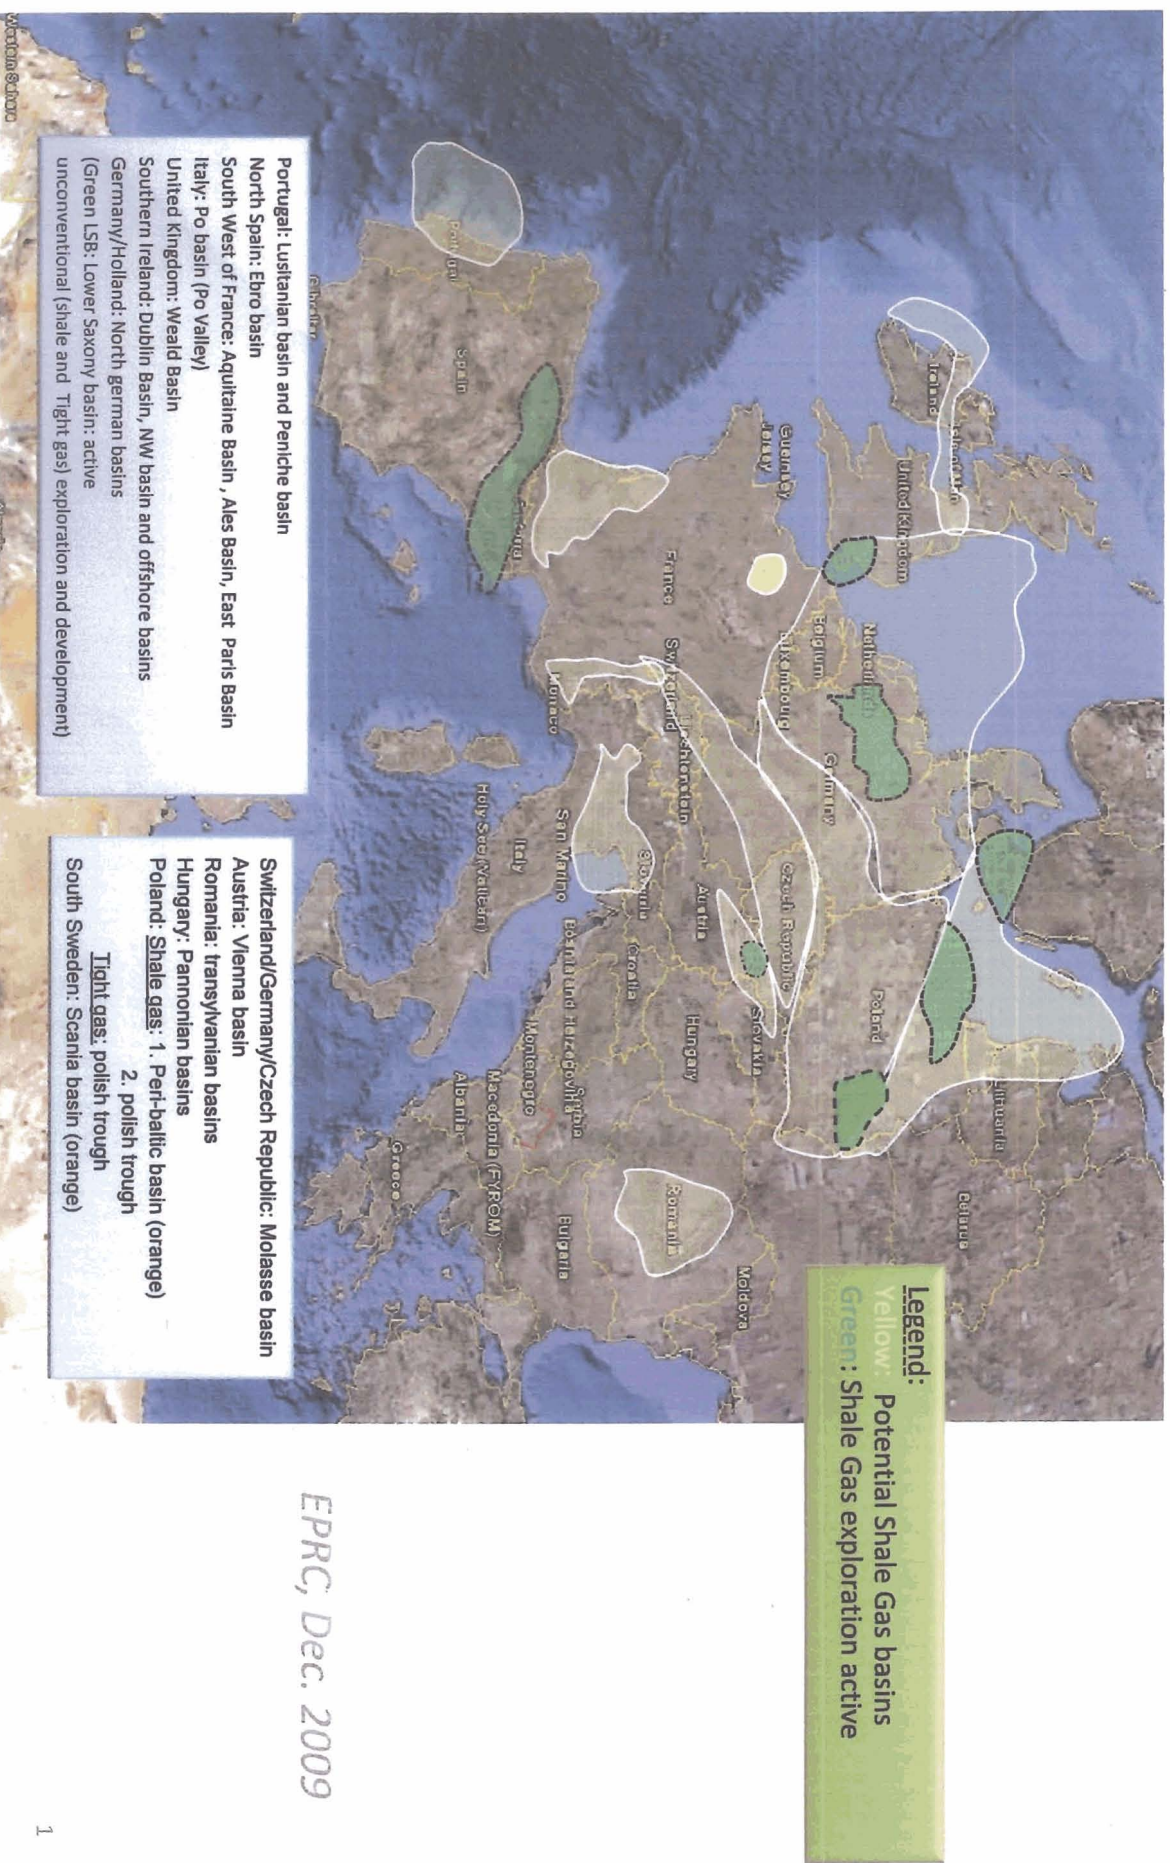 Legend:
Yellow: Potential Shale Gas basins
Green: Shale Gas exploration active
Ireland
Isle of Man
United Kingdom
Guernsey
Jersey
Netherlands
Belgium
Luxembourg
Germany
Poland
Lithuania
Belarus
France
Switzerland
Liechtenstein
Czech Republic
Slovakia
Austria
Hungary
Moldova
Romania
Monaco
San Marino
Slovenia
Croatia
Bosnia and Herzegovina
Serbia
Montenegro
Bulgaria
Macedonia (FYROM)
Albania
Greece
Italy
Holy See (Vatican)
Portugal
Spain
Gibraltar
Western Sahara
Portugal: Lusitanian basin and Peniche basin
North Spain: Ebro basin
South West of France: Aquitaine Basin , Ales Basin, East Paris Basin
Italy: Po basin (Po Valley)
United Kingdom: Weald Basin
Southern Ireland: Dublin Basin, NW basin and offshore basins
Germany/Holland: North german basins
(Green LSB: Lower Saxony basin: active
unconventional (shale and Tight gas) exploration and development)
Switzerland/Germany/Czech Republic: Molasse basin
Austria: Vienna basin
Romania: transylvanian basins
Hungary: Pannonian basins
Poland: Shale gas: 1. Peri-baltic basin (orange)
2. polish trough
Tight gas: polish trough
South Sweden: Scania basin (orange)
EPRC, Dec. 2009
1